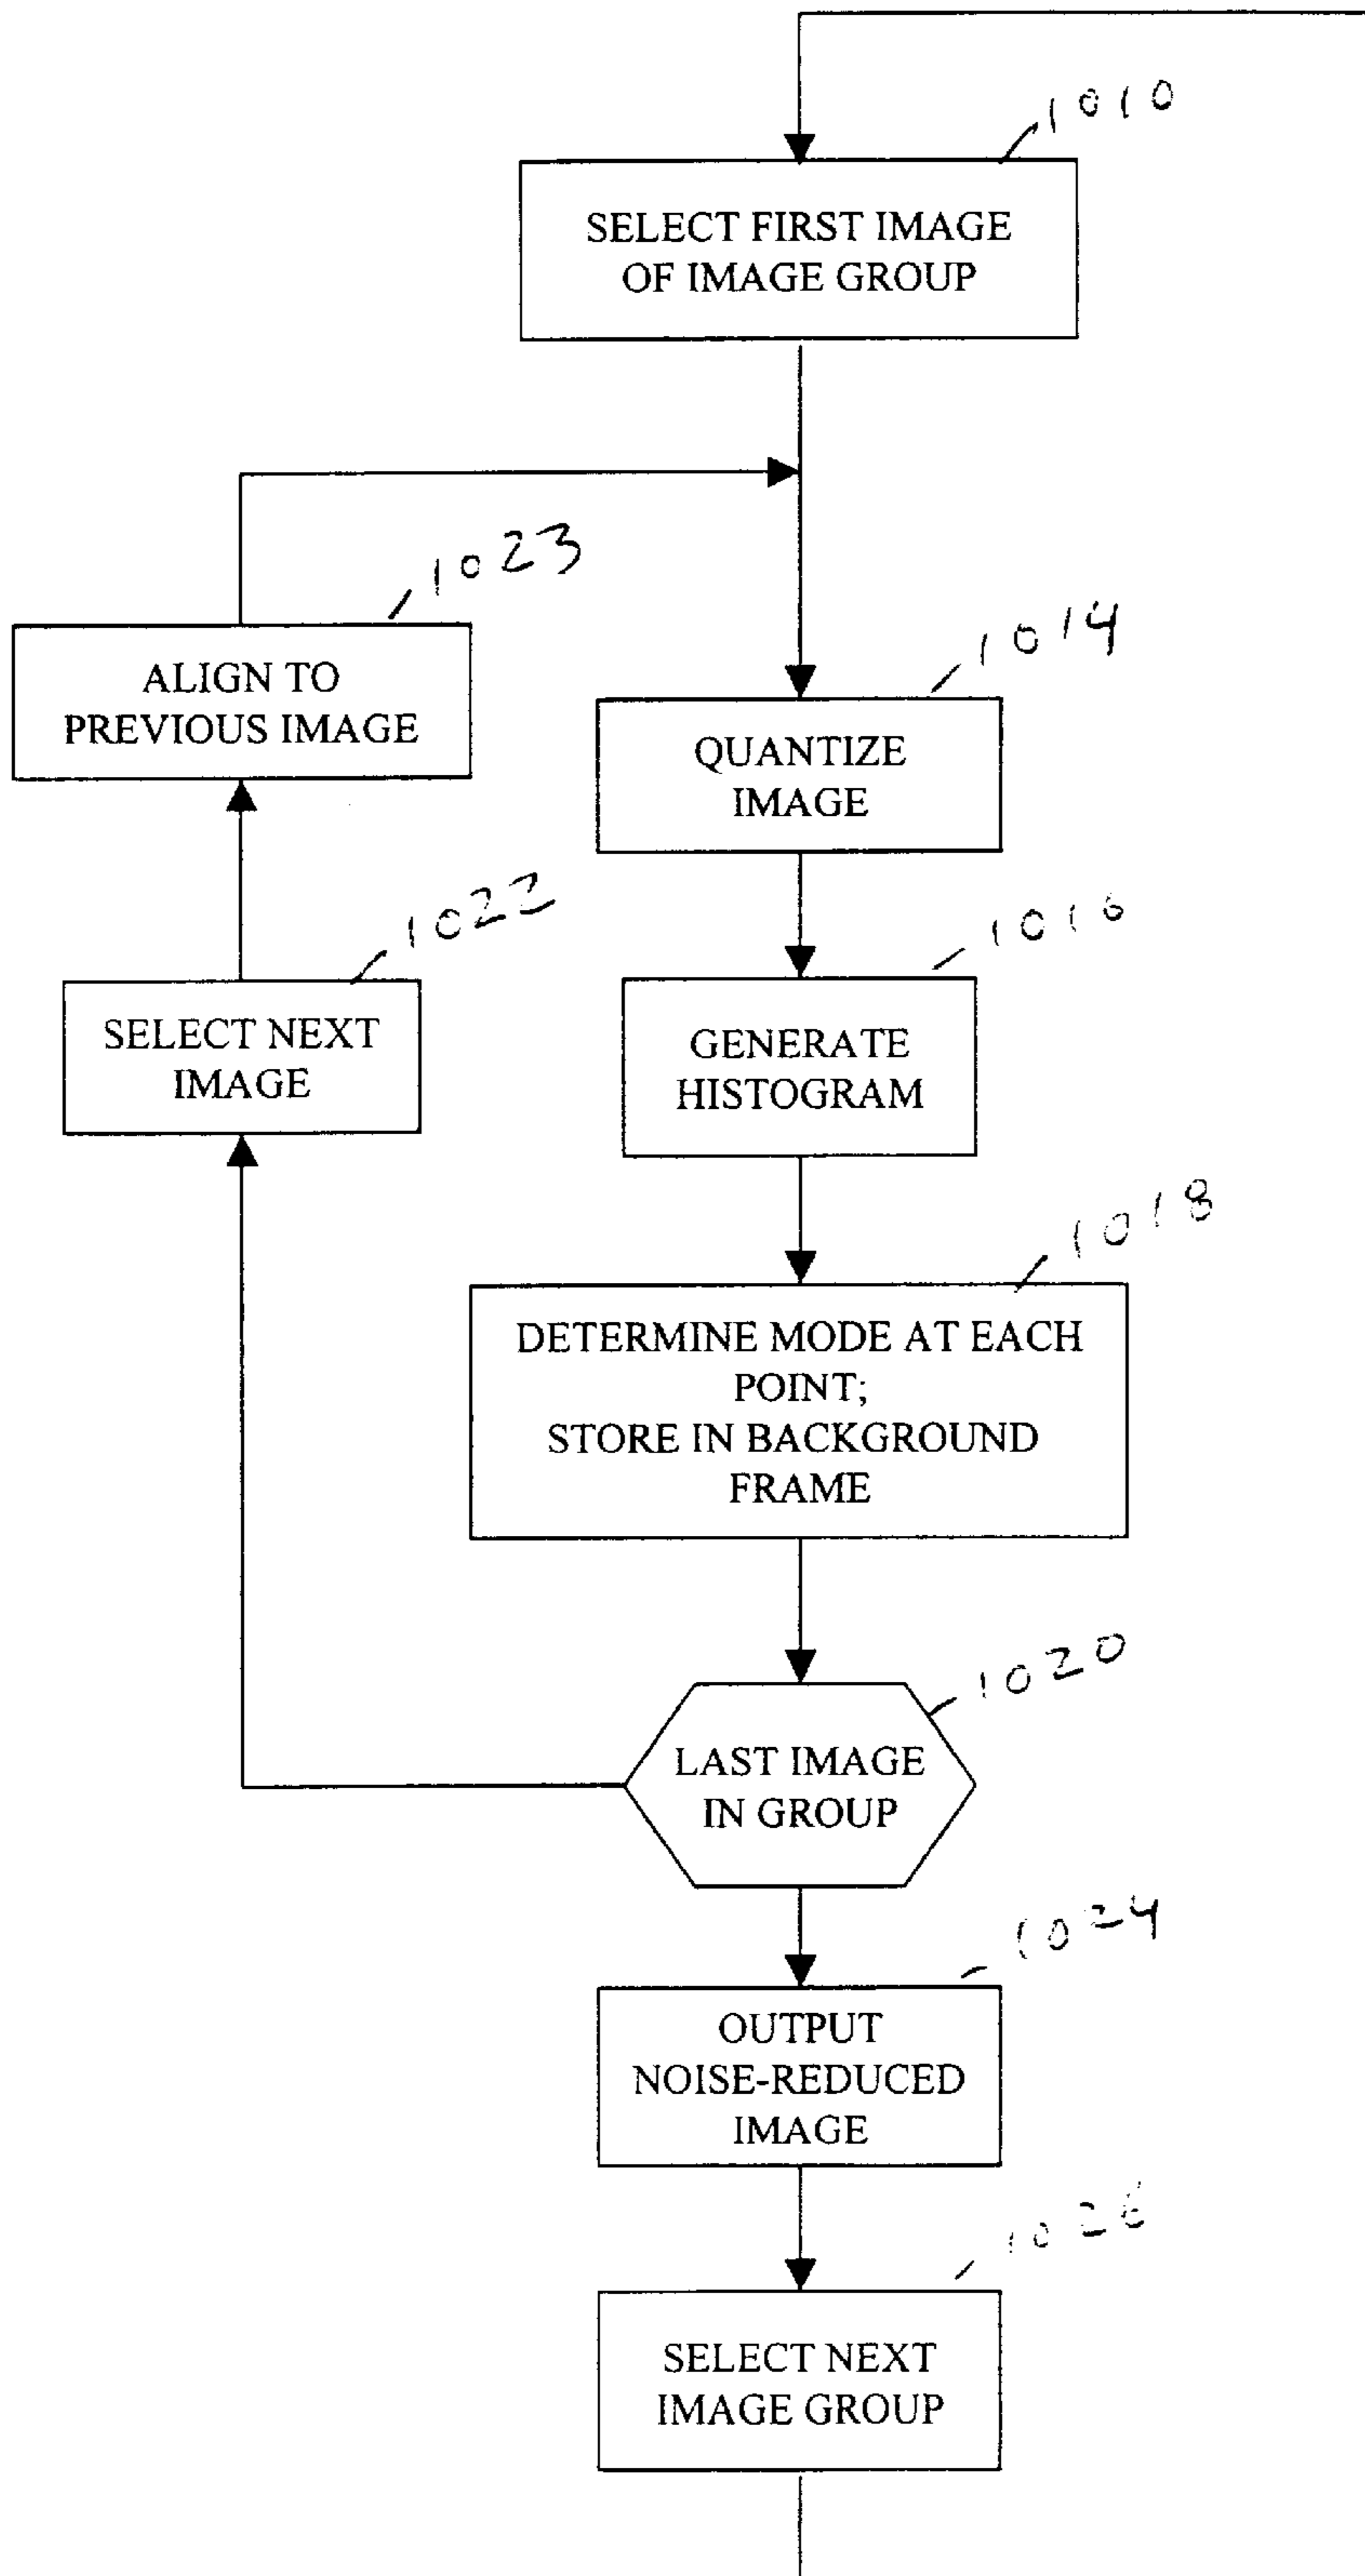 1010
SELECT FIRST IMAGE
OF IMAGE GROUP
1023
ALIGN TO
PREVIOUS IMAGE
1014
QUANTIZE
IMAGE
1022
SELECT NEXT
IMAGE
1016
GENERATE
HISTOGRAM
1018
DETERMINE MODE AT EACH
POINT;
STORE IN BACKGROUND
FRAME
1020
LAST IMAGE
IN GROUP
1024
OUTPUT
NOISE-REDUCED
IMAGE
1026
SELECT NEXT
IMAGE GROUP